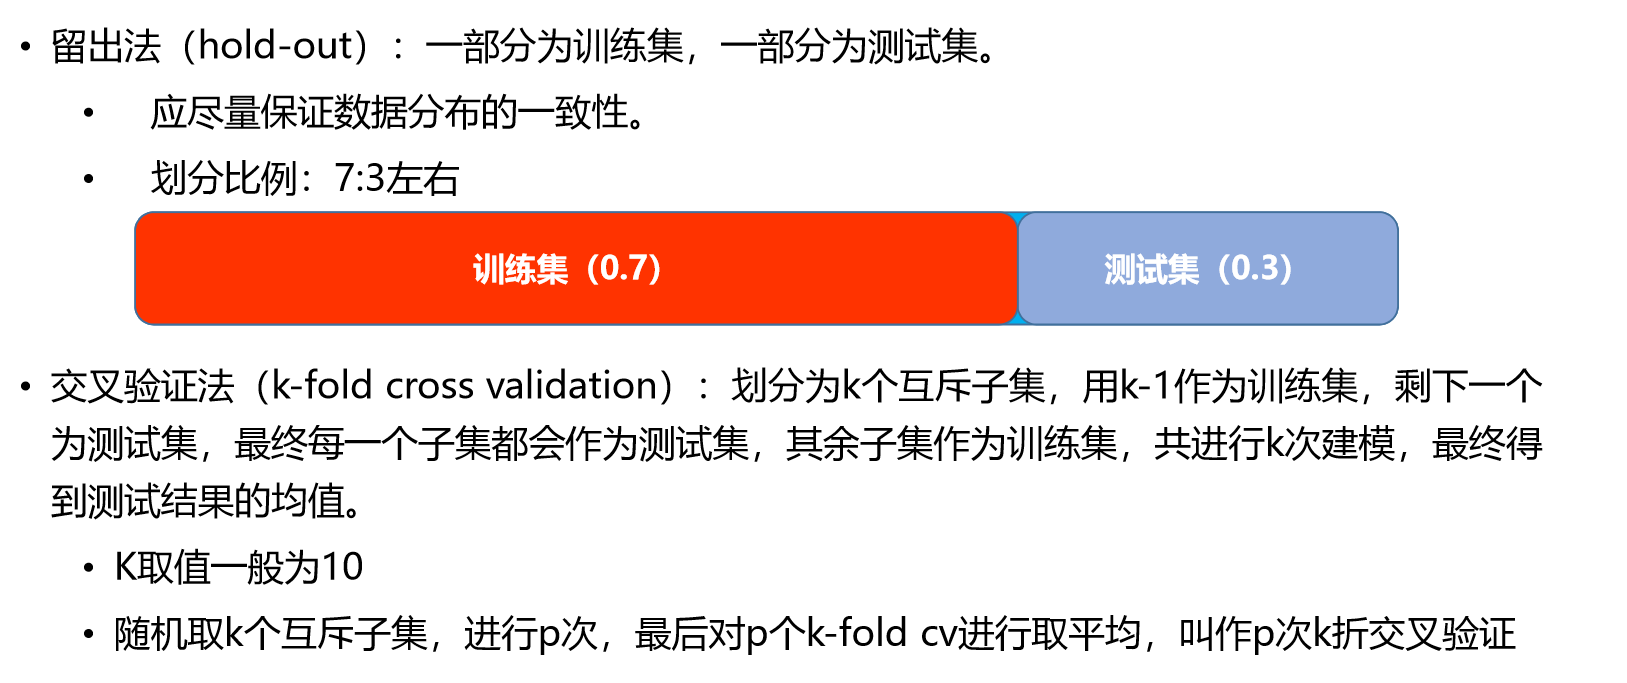 • 留出法（hold-out）：一部分为训练集，一部分为测试集。
• 应尽量保证数据分布的一致性。
• 划分比例：7:3左右
训练集（0.7） 测试集（0.3）
• 交叉验证法（k-fold cross validation）：划分为k个互斥子集，用k-1作为训练集，剩下一个
为测试集，最终每一个子集都会作为测试集，其余子集作为训练集，共进行k次建模，最终得
到测试结果的均值。
• K取值一般为10
• 随机取k个互斥子集，进行p次，最后对p个k-fold cv进行取平均，叫作p次k折交叉验证